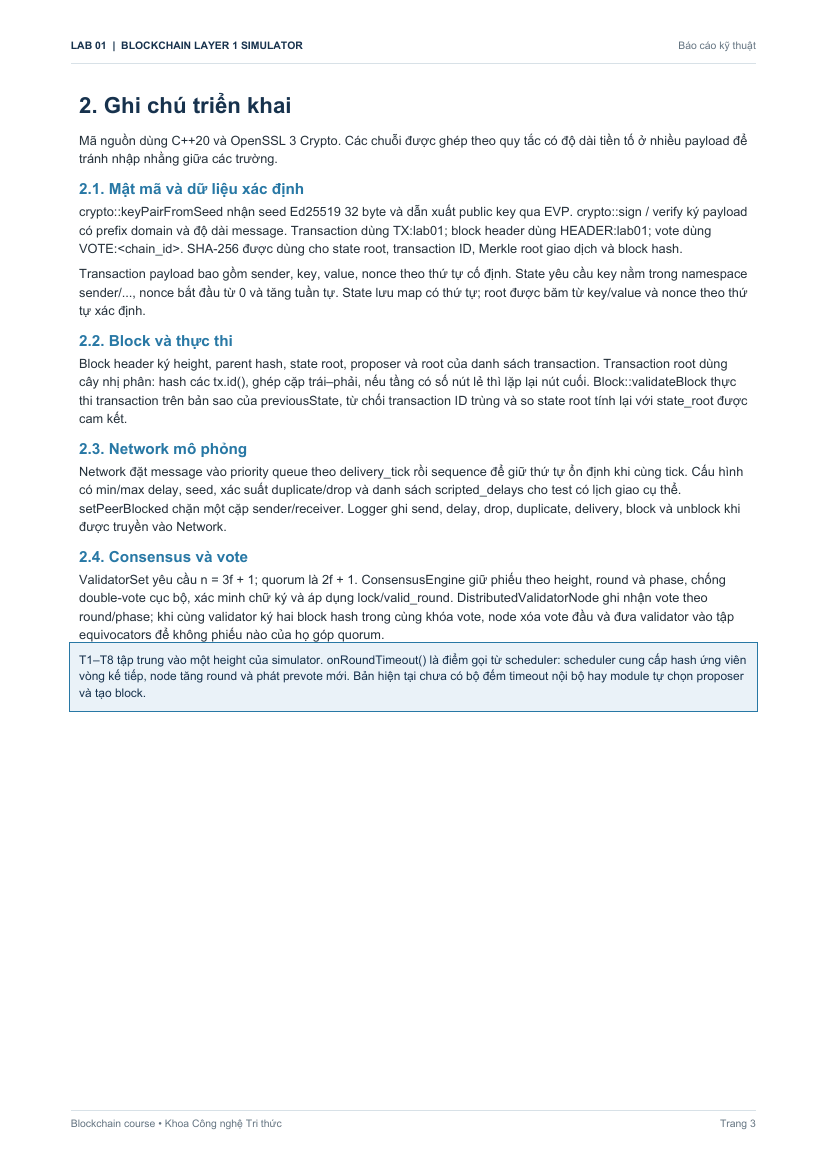 LAB 01 | BLOCKCHAIN LAYER 1 SIMULATOR
Báo cáo kỹ thuật
2. Ghi chú triển khai
Mã nguồn dùng C++20 và OpenSSL 3 Crypto. Các chuỗi được ghép theo quy tắc có độ dài tiền tố ở nhiều payload để
tránh nhập nhằng giữa các trường.
2.1. Mật mã và dữ liệu xác định
crypto::keyPairFromSeed nhận seed Ed25519 32 byte và dẫn xuất public key qua EVP. crypto::sign / verify ký payload
có prefix domain và độ dài message. Transaction dùng TX:lab01; block header dùng HEADER:lab01; vote dùng
VOTE:<chain_id>. SHA-256 được dùng cho state root, transaction ID, Merkle root giao dịch và block hash.
Transaction payload bao gồm sender, key, value, nonce theo thứ tự cố định. State yêu cầu key nằm trong namespace
sender/..., nonce bắt đầu từ 0 và tăng tuần tự. State lưu map có thứ tự; root được băm từ key/value và nonce theo thứ
tự xác định.
2.2. Block và thực thi
Block header ký height, parent hash, state root, proposer và root của danh sách transaction. Transaction root dùng
cây nhị phân: hash các tx.id(), ghép cặp trái–phải, nếu tầng có số nút lẻ thì lặp lại nút cuối. Block::validateBlock thực
thi transaction trên bản sao của previousState, từ chối transaction ID trùng và so state root tính lại với state_root được
cam kết.
2.3. Network mô phỏng
Network đặt message vào priority queue theo delivery_tick rồi sequence để giữ thứ tự ổn định khi cùng tick. Cấu hình
có min/max delay, seed, xác suất duplicate/drop và danh sách scripted_delays cho test có lịch giao cụ thể.
setPeerBlocked chặn một cặp sender/receiver. Logger ghi send, delay, drop, duplicate, delivery, block và unblock khi
được truyền vào Network.
2.4. Consensus và vote
ValidatorSet yêu cầu n = 3f + 1; quorum là 2f + 1. ConsensusEngine giữ phiếu theo height, round và phase, chống
double-vote cục bộ, xác minh chữ ký và áp dụng lock/valid_round. DistributedValidatorNode ghi nhận vote theo
round/phase; khi cùng validator ký hai block hash trong cùng khóa vote, node xóa vote đầu và đưa validator vào tập
equivocators để không phiếu nào của họ góp quorum.
T1–T8 tập trung vào một height của simulator. onRoundTimeout() là điểm gọi từ scheduler: scheduler cung cấp hash ứng viên
vòng kế tiếp, node tăng round và phát prevote mới. Bản hiện tại chưa có bộ đếm timeout nội bộ hay module tự chọn proposer
và tạo block.
Blockchain course • Khoa Công nghệ Tri thức
Trang 3